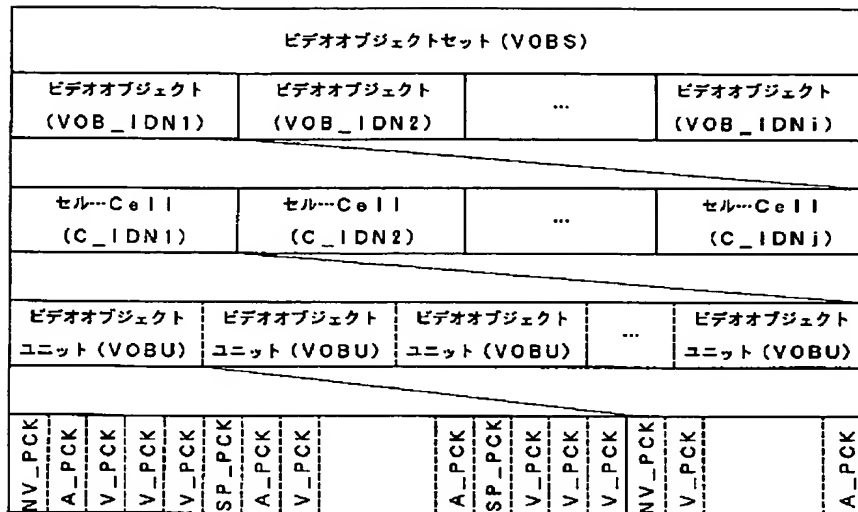 ビデオオブジェクトセット(VOBS)
ビデオオブジェクト
(VOB_IDN1)
ビデオオブジェクト
(VOB_IDN2)
…
ビデオオブジェクト
(VOB_IDNi)
セル…Cell
(C_IDN1)
セル…Cell
(C_IDN2)
…
セル…Cell
(C_IDNj)
ビデオオブジェクト
ユニット(VOBU)
ビデオオブジェクト
ユニット(VOBU)
ビデオオブジェクト
ユニット(VOBU)
…
ビデオオブジェクト
ユニット(VOBU)
NV_PCK
A_PCK
V_PCK
V_PCK
V_PCK
SP_PCK
A_PCK
V_PCK
A_PCK
SP_PCK
V_PCK
V_PCK
V_PCK
NV_PCK
V_PCK
A_PCK